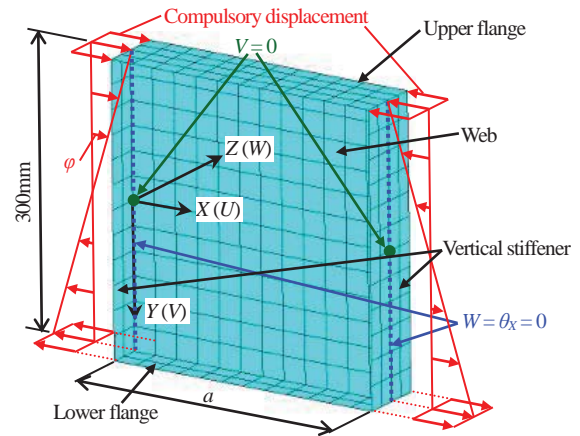 Compulsory displacement
Upper flange
V=0
Web
Z (W)
φ
X (U)
300mm
Vertical stiffener
Y (V)
W=θX=0
Lower flange
a